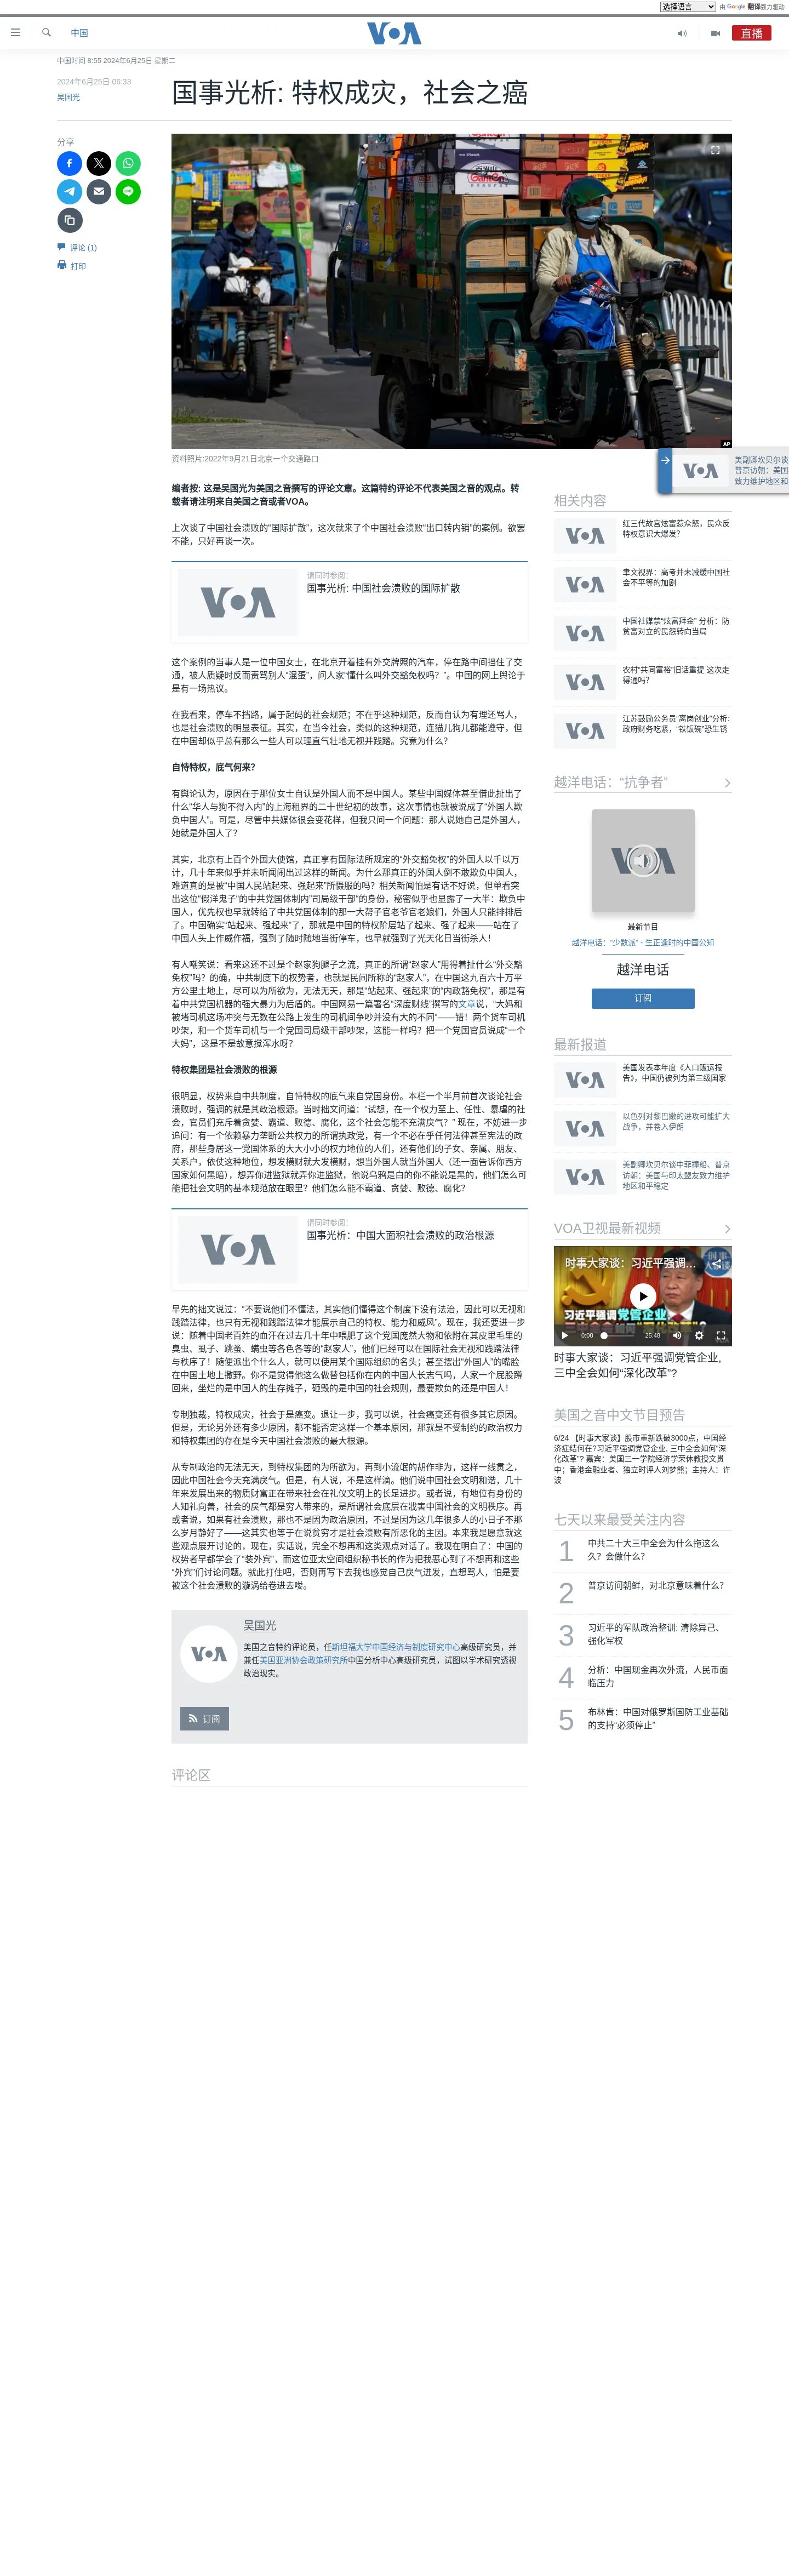 选择语言 由 Google 翻译强力驱动
中国
VOA
直播
中国时间 8:55 2024年6月25日 星期二
2024年6月25日 06:33
吴国光
国事光析: 特权成灾，社会之癌
分享
评论 (1)
打印
AP
资料照片:2022年9月21日北京一个交通路口
编者按: 这是吴国光为美国之音撰写的评论文章。这篇特约评论不代表美国之音的观点。转
载者请注明来自美国之音或者VOA。
上次谈了中国社会溃败的“国际扩散”，这次就来了个中国社会溃败“出口转内销”的案例。欲罢
不能，只好再谈一次。
VOA
请同时参阅:
国事光析: 中国社会溃败的国际扩散
这个案例的当事人是一位中国女士，在北京开着挂有外交牌照的汽车，停在路中间挡住了交
通，被人质疑时反而责骂别人“混蛋”，问人家“懂什么叫外交豁免权吗？”。中国的网上舆论于
是有一场热议。
在我看来，停车不挡路，属于起码的社会规范；不在乎这种规范，反而自认为有理还骂人，
也是社会溃败的明显表征。其实，在当今社会，类似的这种规范，连猫儿狗儿都能遵守，但
在中国却似乎总有那么一些人可以理直气壮地无视并践踏。究竟为什么？
自恃特权，底气何来？
有舆论认为，原因在于那位女士自认是外国人而不是中国人。某些中国媒体甚至借此扯出了
什么“华人与狗不得入内”的上海租界的二十世纪初的故事，这次事情也就被说成了“外国人欺
负中国人”。可是，尽管中共媒体很会变花样，但我只问一个问题：那人说她自己是外国人，
她就是外国人了？
其实，北京有上百个外国大使馆，真正享有国际法所规定的“外交豁免权”的外国人以千以万
计，几十年来似乎并未听闻闹出过这样的新闻。为什么那真正的外国人倒不敢欺负中国人，
难道真的是被“中国人民站起来、强起来”所慑服的吗？相关新闻怕是有话不好说，但单看突
出这位“假洋鬼子”的中共党国体制内“司局级干部”的身份，秘密似乎也显露了一大半：欺负中
国人，优先权也早就转给了中共党国体制的那一大帮子官老爷官老娘们，外国人只能排排后
了。中国确实“站起来、强起来”了，那就是中国的特权阶层站了起来、强了起来——站在了
中国人头上作威作福，强到了随时随地当街停车，也早就强到了光天化日当街杀人！
有人嘲笑说：看来这还不过是个赵家狗腿子之流，真正的所谓“赵家人”用得着扯什么“外交豁
免权”吗？的确，中共制度下的权势者，也就是民间所称的“赵家人”，在中国这九百六十万平
方公里土地上，尽可以为所欲为，无法无天，那是“站起来、强起来”的“内政豁免权”，那是有
着中共党国机器的强大暴力为后盾的。中国网易一篇署名“深度财线”撰写的文章说，“大妈和
被堵司机这场冲突与无数在公路上发生的司机间争吵并没有大的不同”——错！两个货车司机
吵架，和一个货车司机与一个党国司局级干部吵架，这能一样吗？把一个党国官员说成“一个
大妈”，这是不是故意搅浑水呀？
特权集团是社会溃败的根源
很明显，权势来自中共制度，自恃特权的底气来自党国身份。本栏一个半月前首次谈论社会
溃败时，强调的就是其政治根源。当时拙文问道：“试想，在一个权力至上、任性、暴虐的社
会，官员们充斥着贪婪、霸道、败德、腐化，这个社会怎能不充满戾气？” 现在，不妨进一步
追问：有一个依赖暴力垄断公共权力的所谓执政党，有一个不必在乎任何法律甚至宪法的政
府，那些身居这一党国体系的大大小小的权力地位的人们，还有他们的子女、亲属、朋友、
关系户，依仗这种地位，想发横财就大发横财，想当外国人就当外国人（还一面告诉你西方
国家如何黑暗），想弄你进监狱就弄你进监狱，他说乌鸦是白的你不能说是黑的，他们怎么可
能把社会文明的基本规范放在眼里？他们怎么能不霸道、贪婪、败德、腐化？
VOA
请同时参阅:
国事光析：中国大面积社会溃败的政治根源
早先的拙文说过：“不要说他们不懂法，其实他们懂得这个制度下没有法治，因此可以无视和
践踏法律，也只有无视和践踏法律才能展示自己的特权、能力和威风”。现在，我还要进一步
说：随着中国老百姓的血汗在过去几十年中喂肥了这个党国庞然大物和依附在其皮里毛里的
臭虫、虱子、跳蚤、螨虫等各色各等的“赵家人”，他们已经可以在国际社会无视和践踏法律
与秩序了！随便派出个什么人，就可以使用某个国际组织的名头；甚至摆出“外国人”的嘴脸
在中国土地上撒野。你不是觉得他这么做替包括你在内的中国人长志气吗，人家一个屁股蹲
回来，坐烂的是中国人的生存摊子，砸毁的是中国的社会规则，最要欺负的还是中国人！
专制独裁，特权成灾，社会于是癌变。退让一步，我可以说，社会癌变还有很多其它原因。
但是，无论另外还有多少原因，都不能否定这样一个基本原因，那就是不受制约的政治权力
和特权集团的存在是今天中国社会溃败的最大根源。
从专制政治的无法无天，到特权集团的为所欲为，再到小流氓的胡作非为，这样一线贯之，
因此中国社会今天充满戾气。但是，有人说，不是这样滴。他们说中国社会文明和谐，几十
年来发展出来的物质财富正在带来社会在礼仪文明上的长足进步。或者说，有地位有身份的
人知礼向善，社会的戾气都是穷人带来的，是所谓社会底层在戕害中国社会的文明秩序。再
或者说，如果有社会溃败，那也不是因为政治原因，不过是因为这几年很多人的小日子不那
么岁月静好了——这其实也等于在说贫穷才是社会溃败有所恶化的主因。本来我是愿意就这
些观点展开讨论的，现在，实话说，完全不想再和这类观点对话了。我现在明白了：中国的
权势者早都学会了“装外宾”，而这位亚太空间组织秘书长的作为把我恶心到了不想再和这些
“外宾”们讨论问题。就此打住吧，否则再写下去我也感觉自己戾气迸发，直想骂人，怕是要
被这个社会溃败的漩涡给卷进去喽。
VOA
吴国光
美国之音特约评论员，任斯坦福大学中国经济与制度研究中心高级研究员，并
兼任美国亚洲协会政策研究所中国分析中心高级研究员，试图以学术研究透视
政治现实。
订阅
评论区
VOA
美副卿坎贝尔谈
普京访朝：美国
致力维护地区和
相关内容
VOA
红三代故宫炫富惹众怒，民众反
特权意识大爆发?
VOA
聿文视界：高考并未减缓中国社
会不平等的加剧
VOA
中国社媒禁“炫富拜金” 分析：防
贫富对立的民怨转向当局
VOA
农村“共同富裕”旧话重提 这次走
得通吗?
VOA
江苏鼓励公务员“离岗创业”分析:
政府财务吃紧，“铁饭碗”恐生锈
越洋电话：“抗争者”
VOA
最新节目
越洋电话: “少数派” - 生正逢时的中国公知
越洋电话
订阅
最新报道
VOA
美国发表本年度《人口贩运报
告》，中国仍被列为第三级国家
VOA
以色列对黎巴嫩的进攻可能扩大
战争，并卷入伊朗
VOA
美副卿坎贝尔谈中菲撞船、普京
访朝：美国与印太盟友致力维护
地区和平稳定
VOA卫视最新视频
时事大家谈：习近平强调…
习近平强调党管企业
0:00
25:48
时事大家谈：习近平强调党管企业,
三中全会如何“深化改革”?
美国之音中文节目预告
6/24 【时事大家谈】股市重新跌破3000点，中国经
济症结何在?习近平强调党管企业, 三中全会如何“深
化改革”? 嘉宾：美国三一学院经济学荣休教授文贯
中；香港金融业者、独立时评人刘梦熊；主持人：许
波
七天以来最受关注内容
1
中共二十大三中全会为什么拖这么
久？会做什么？
2
普京访问朝鲜，对北京意味着什么？
3
习近平的军队政治整训: 清除异己、
强化军权
4
分析：中国现金再次外流，人民币面
临压力
5
布林肯：中国对俄罗斯国防工业基础
的支持“必须停止”